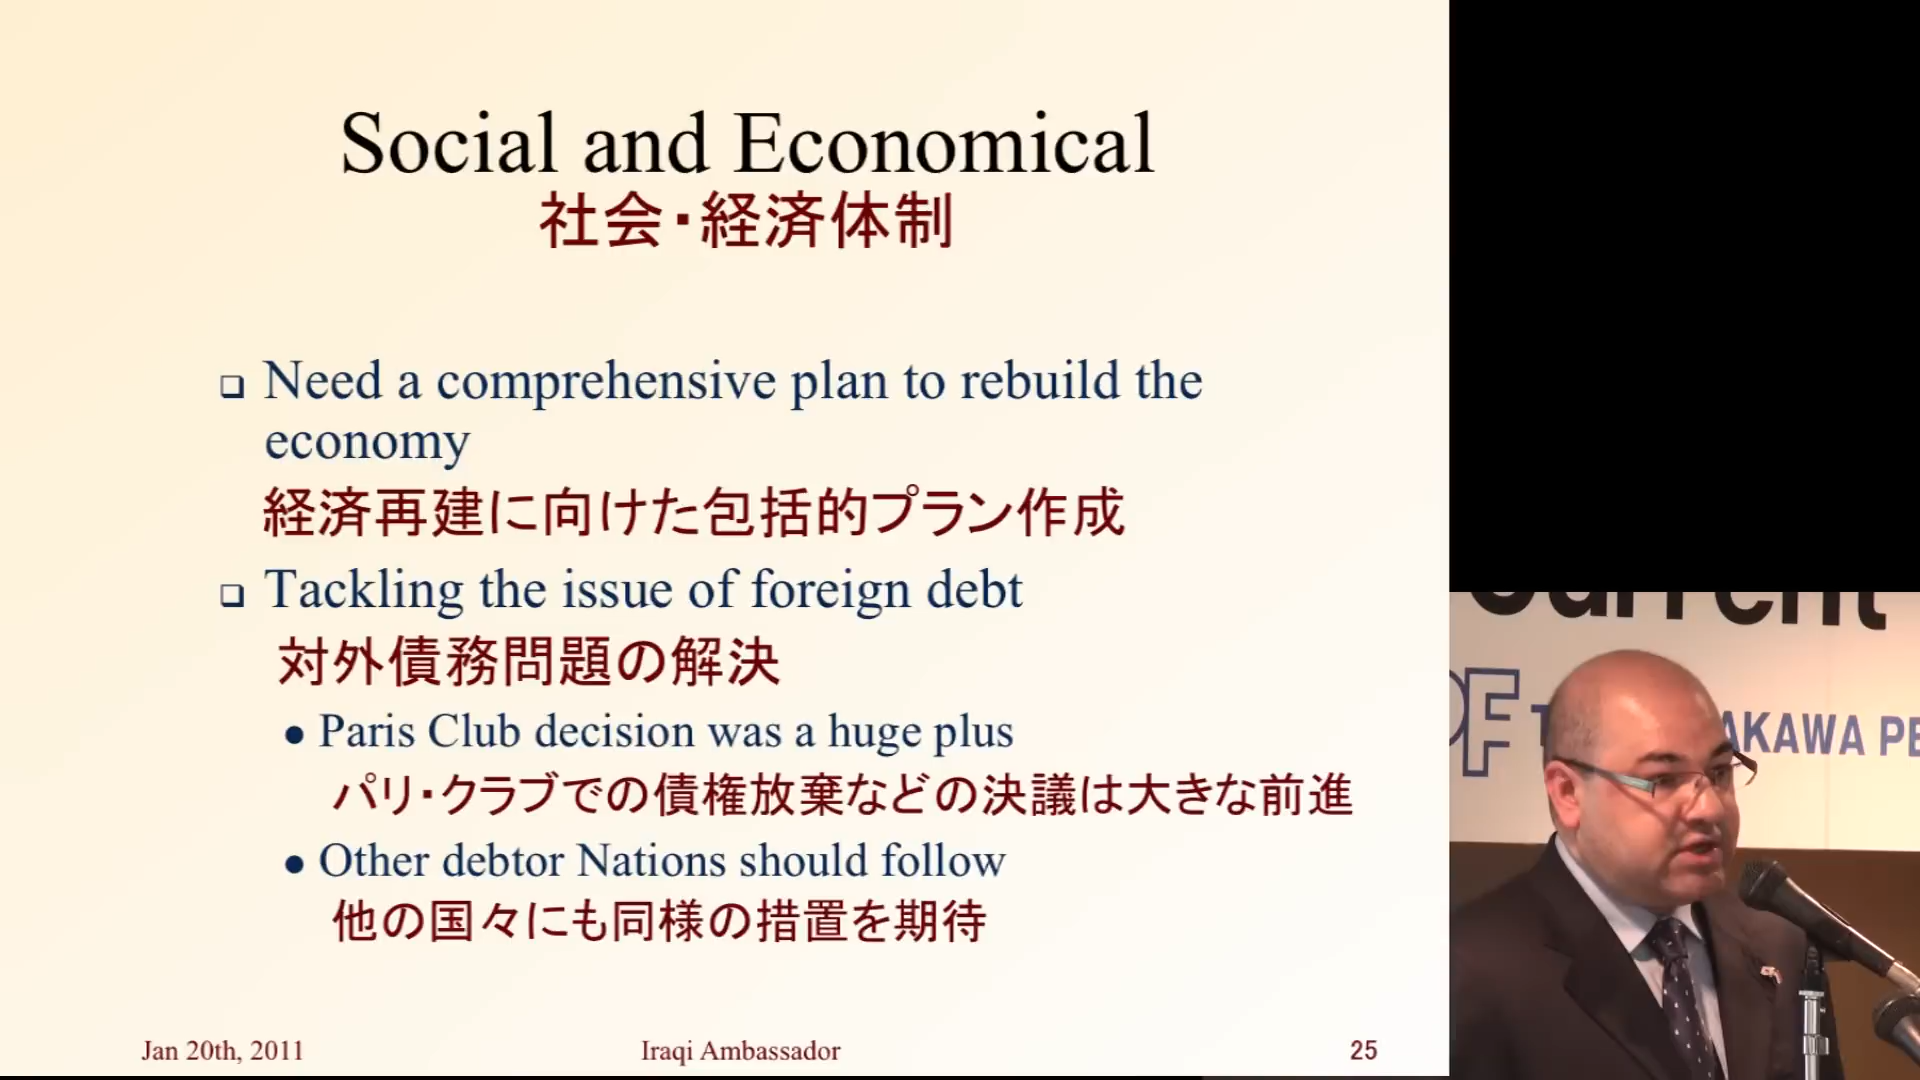 Social and Economical
社会・経済体制
Need a comprehensive plan to rebuild the
economy
経済再建に向けた包括的プラン作成
Tackling the issue of foreign debt
対外債務問題の解決
Paris Club decision was a huge plus
パリ・クラブでの債権放棄などの決議は大きな前進
Other debtor Nations should follow
他の国々にも同様の措置を期待
Jan 20th, 2011
Iraqi Ambassador
25
Current
PF